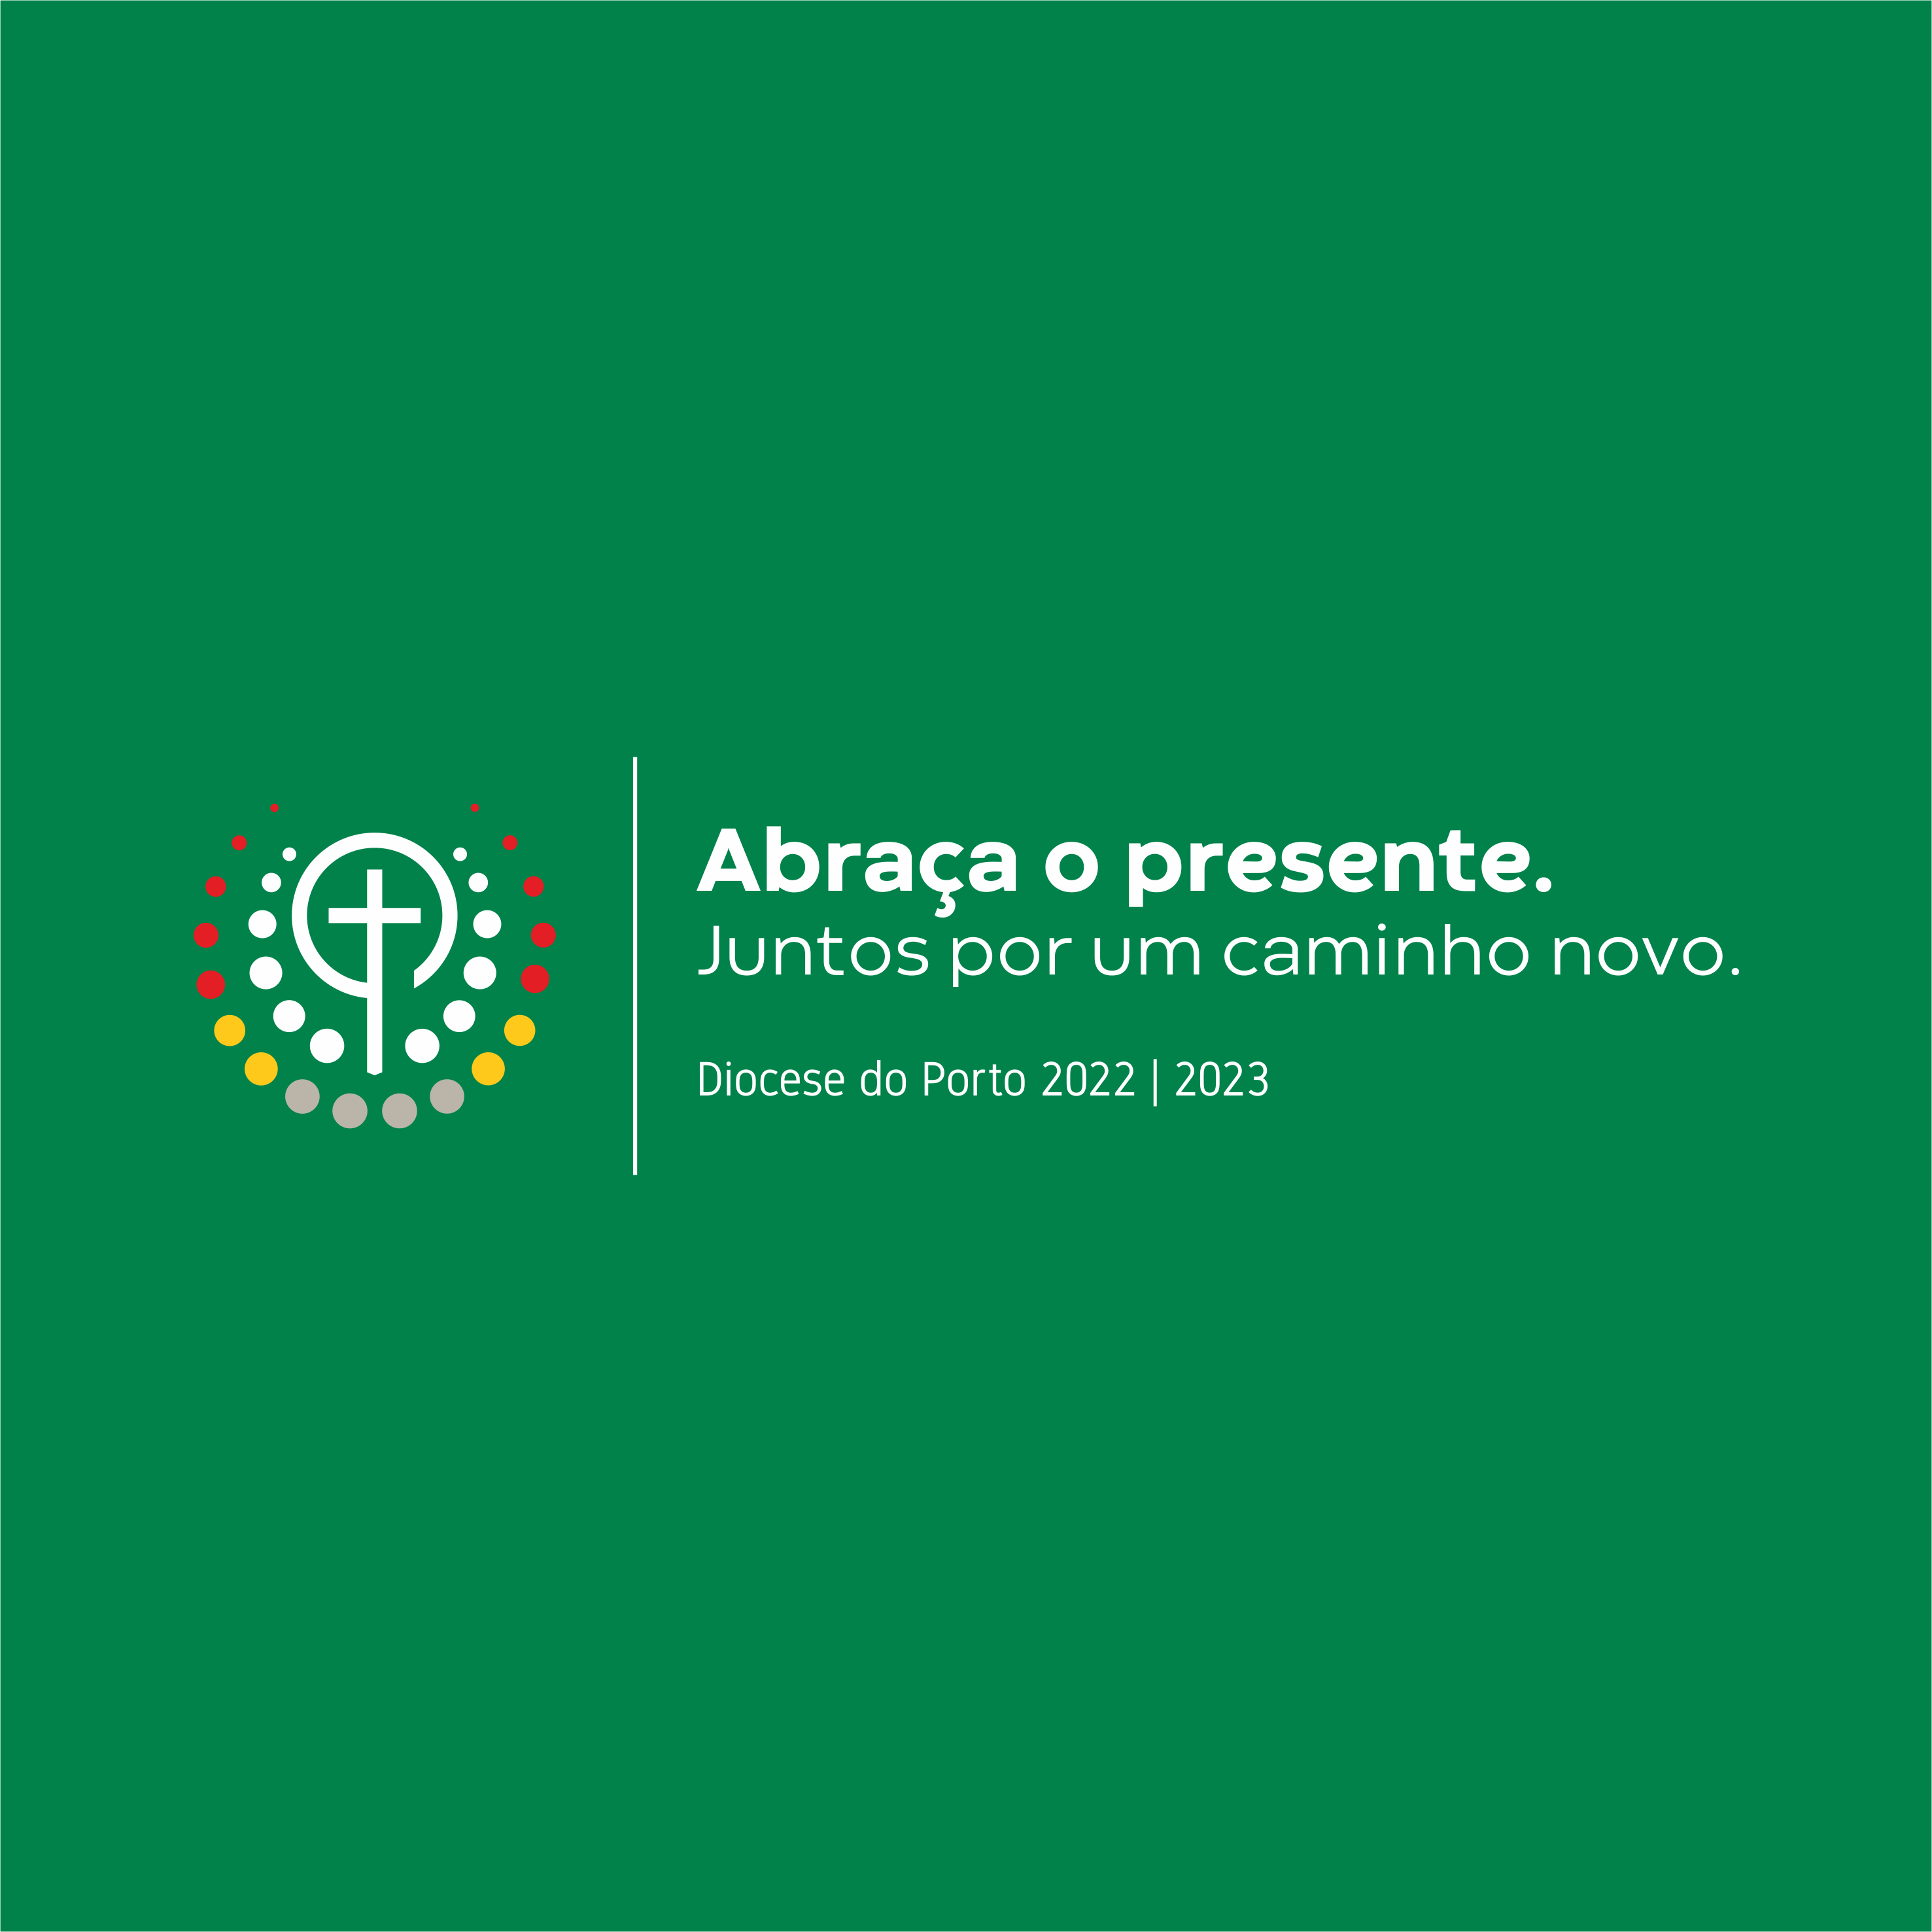 Abraça o presente.
Juntos por um caminho novo.
Diocese do Porto 2022 | 2023